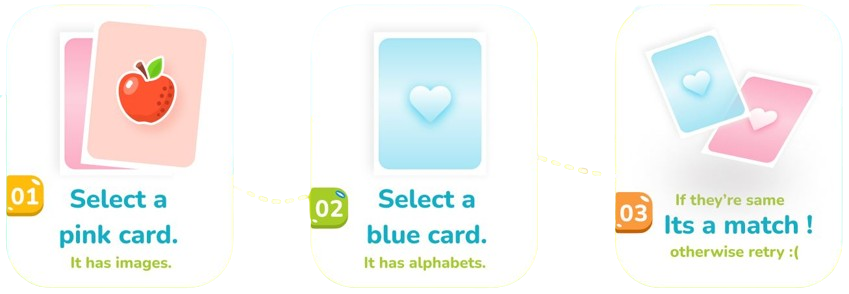 01
Select a
pink card.
It has images.
02
Select a
blue card.
It has alphabets.
03
If they're same
Its a match !
otherwise retry :(